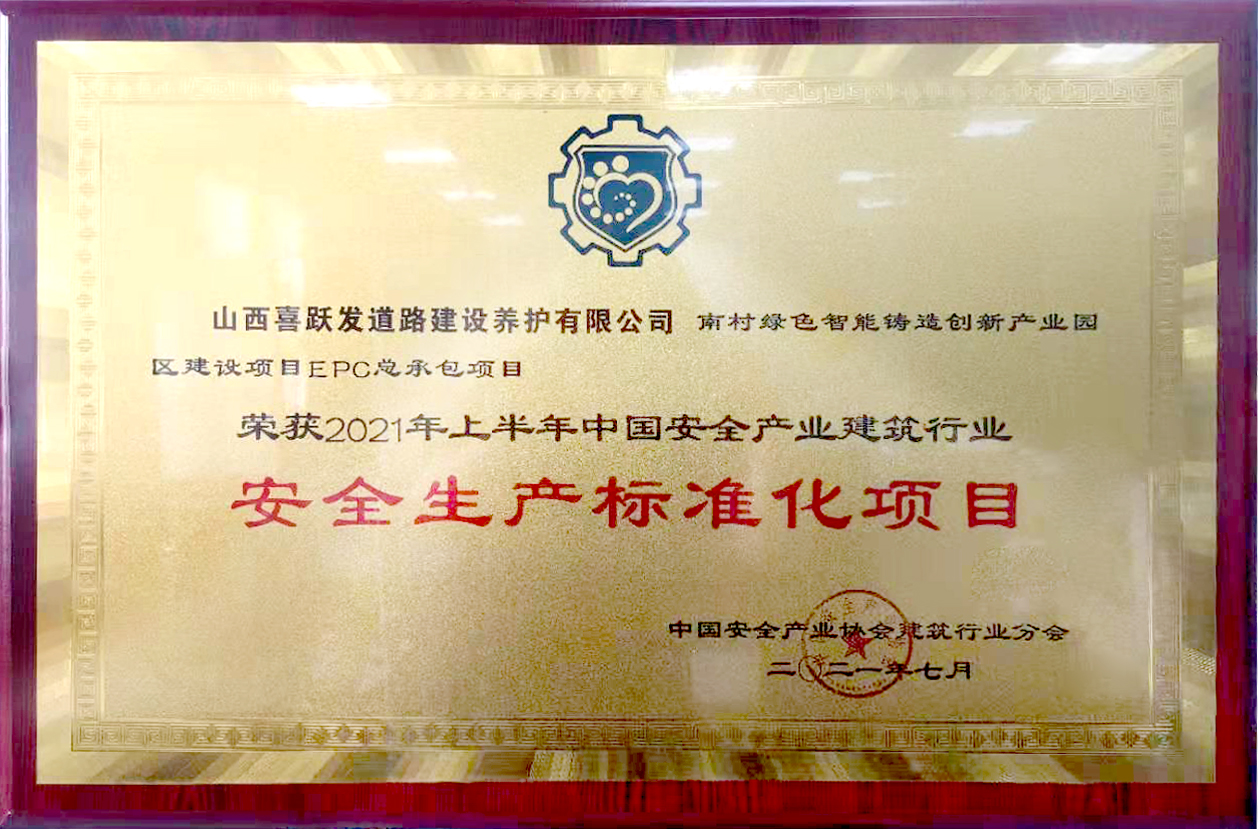 山西喜跃发道路建设养护有限公司 南村绿色智能铸造创新产业园
区建设项目EPC总承包项目
荣获2021年上半年中国安全产业建筑行业
安全生产标准化项目
中国安全产业协会建筑行业分会
二〇二一年七月